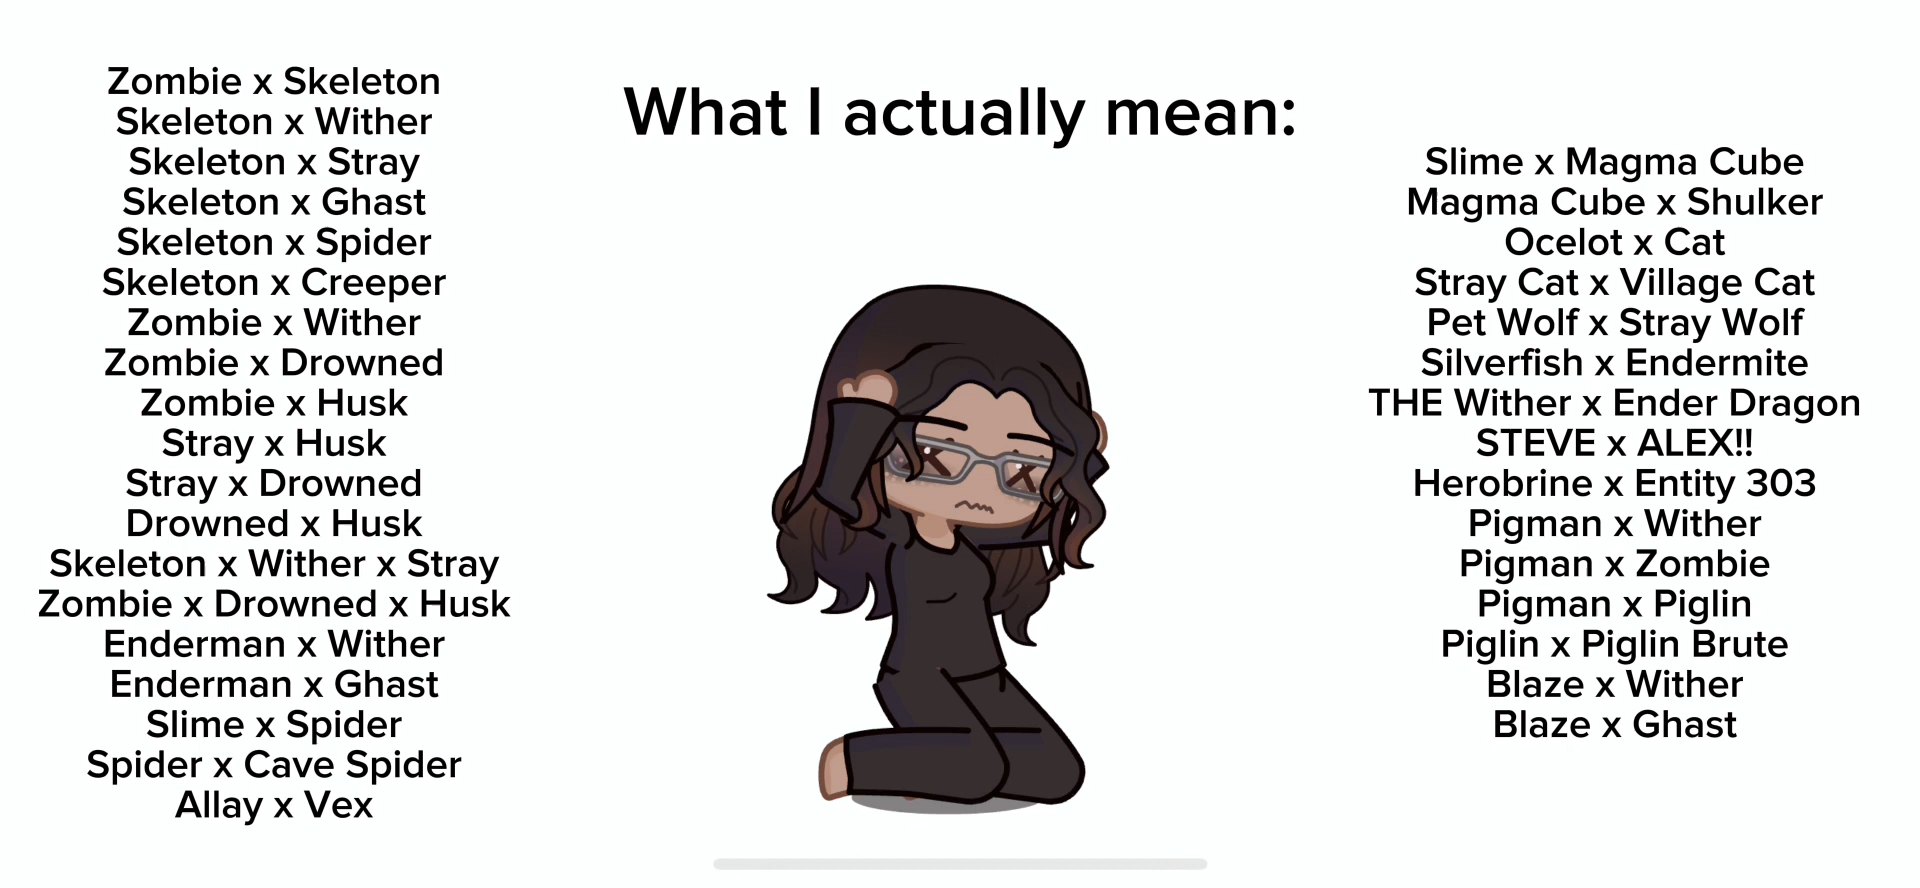 What I actually mean:
Zombie x Skeleton
Skeleton x Wither
Skeleton x Stray
Skeleton x Ghast
Skeleton x Spider
Skeleton x Creeper
Zombie x Wither
Zombie x Drowned
Zombie x Husk
Stray x Husk
Stray x Drowned
Drowned x Husk
Skeleton x Wither x Stray
Zombie x Drowned x Husk
Enderman x Wither
Enderman x Ghast
Slime x Spider
Spider x Cave Spider
Allay x Vex
Slime x Magma Cube
Magma Cube x Shulker
Ocelot x Cat
Stray Cat x Village Cat
Pet Wolf x Stray Wolf
Silverfish x Endermite
THE Wither x Ender Dragon
STEVE x ALEX!!
Herobrine x Entity 303
Pigman x Wither
Pigman x Zombie
Pigman x Piglin
Piglin x Piglin Brute
Blaze x Wither
Blaze x Ghast